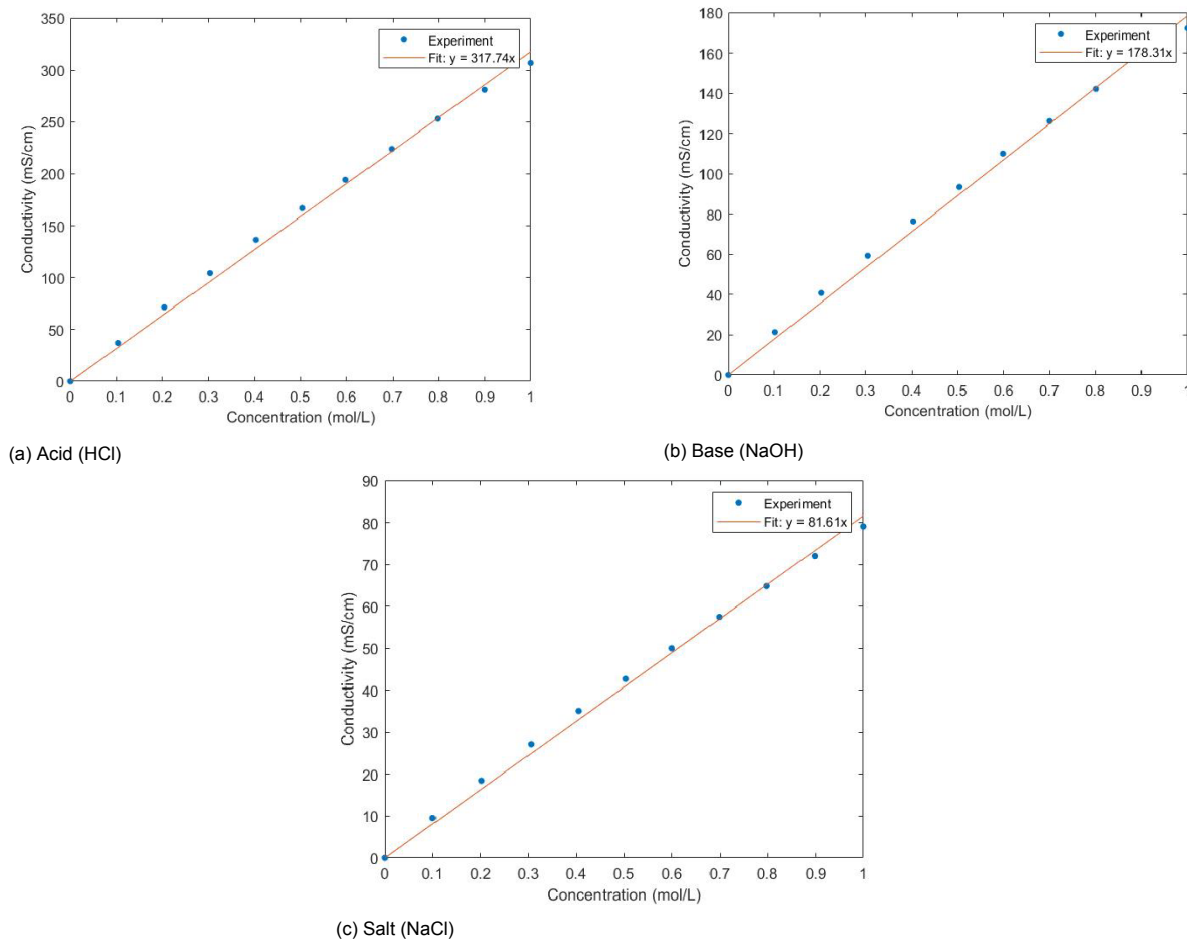 350
300
250
200
150
100
50
0
Conductivity (mS/cm)
Experiment
Fit: y = 317.74x
0 0.1 0.2 0.3 0.4 0.5 0.6 0.7 0.8 0.9 1
Concentration (mol/L)
(a) Acid (HCl)
180
160
140
120
100
80
60
40
20
0
Conductivity (mS/cm)
Experiment
Fit: y = 178.31x
0 0.1 0.2 0.3 0.4 0.5 0.6 0.7 0.8 0.9 1
Concentration (mol/L)
(b) Base (NaOH)
90
80
70
60
50
40
30
20
10
0
Conductivity (mS/cm)
Experiment
Fit: y = 81.61x
0 0.1 0.2 0.3 0.4 0.5 0.6 0.7 0.8 0.9 1
Concentration (mol/L)
(c) Salt (NaCl)